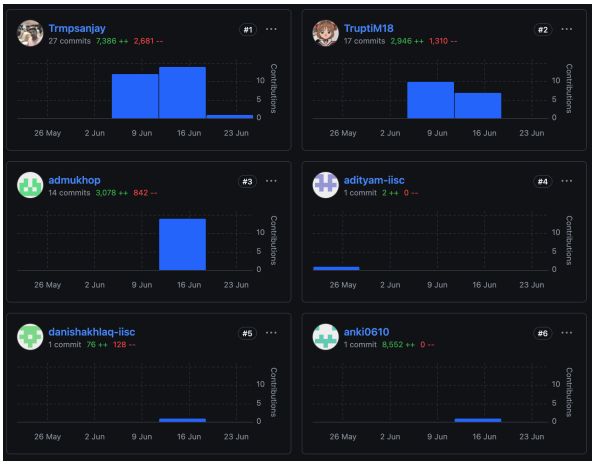 Trmpsanjay #1 ···
27 commits 7,386 ++ 2,681 --
Contributions
10
5
0
26 May 2 Jun 9 Jun 16 Jun 23 Jun
TruptiM18 #2 ···
17 commits 2,946 ++ 1,310 --
Contributions
10
5
0
26 May 2 Jun 9 Jun 16 Jun 23 Jun
admukhop #3 ···
14 commits 3,078 ++ 842 --
Contributions
10
5
0
26 May 2 Jun 9 Jun 16 Jun 23 Jun
adityam-iisc #4 ···
1 commit 2 ++ 0 --
Contributions
10
5
0
26 May 2 Jun 9 Jun 16 Jun 23 Jun
danishakhlaq-iisc #5 ···
1 commit 76 ++ 128 --
Contributions
10
5
0
26 May 2 Jun 9 Jun 16 Jun 23 Jun
anki0610 #6 ···
1 commit 8,552 ++ 0 --
Contributions
10
5
0
26 May 2 Jun 9 Jun 16 Jun 23 Jun